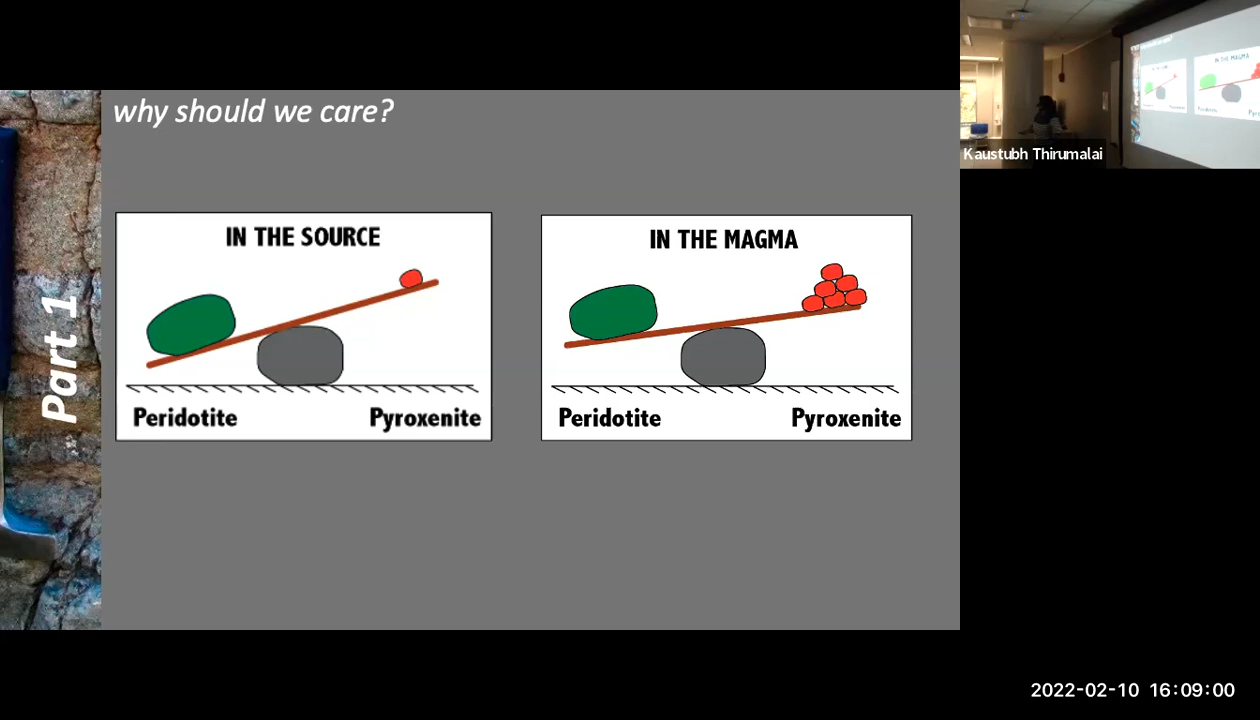 why should we care?
Part 1
IN THE SOURCE
Peridotite
Pyroxenite
IN THE MAGMA
Peridotite
Pyroxenite
Kaustubh Thirumalai
2022-02-10 16:09:00